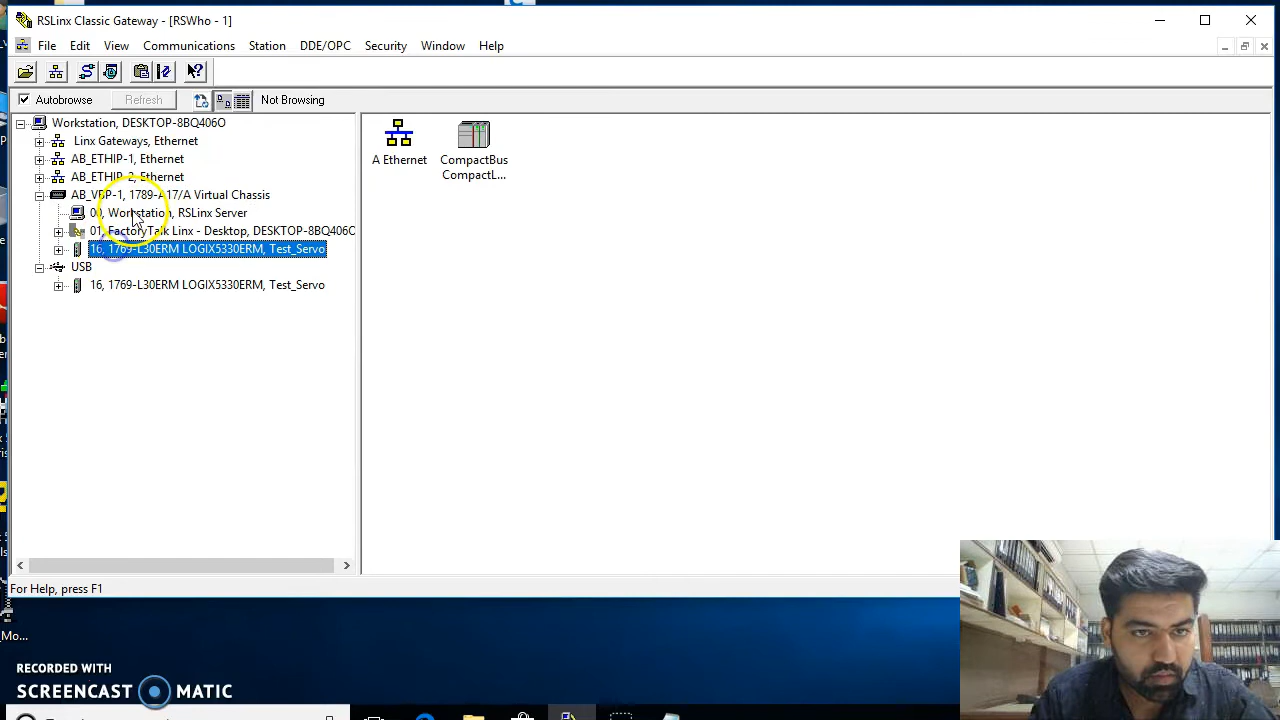 RSLinx Classic Gateway - [RSWho - 1]
File Edit View Communications Station DDE/OPC Security Window Help
Autobrowse Refresh Not Browsing
Workstation, DESKTOP-8BQ406O
Linx Gateways, Ethernet
AB_ETHIP-1, Ethernet
AB_ETHIP-2, Ethernet
AB_VBP-1, 1789-A17/A Virtual Chassis
00, Workstation, RSLinx Server
01, FactoryTalk Linx - Desktop, DESKTOP-8BQ406O
16, 1769-L30ERM LOGIX5330ERM, Test_Servo
USB
16, 1769-L30ERM LOGIX5330ERM, Test_Servo
A Ethernet
CompactBus
CompactL...
For Help, press F1
Mo...
RECORDED WITH
SCREENCAST MATIC